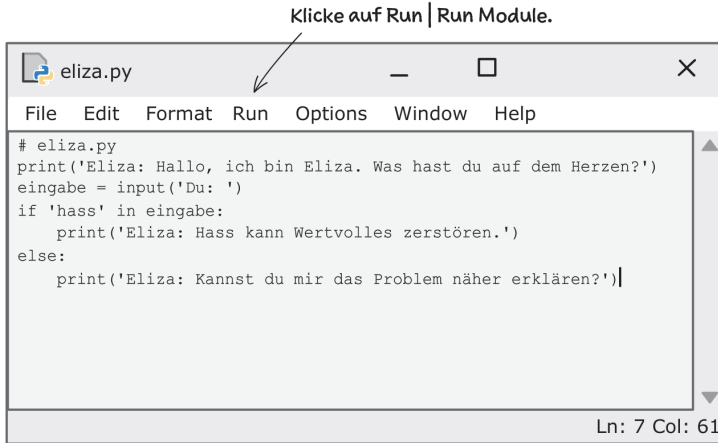 Klicke auf Run | Run Module.
eliza.py
File Edit Format Run Options Window Help
# eliza.py
print('Eliza: Hallo, ich bin Eliza. Was hast du auf dem Herzen?')
eingabe = input('Du: ')
if 'hass' in eingabe:
    print('Eliza: Hass kann Wertvolles zerstören.')
else:
    print('Eliza: Kannst du mir das Problem näher erklären?')
Ln: 7 Col: 61